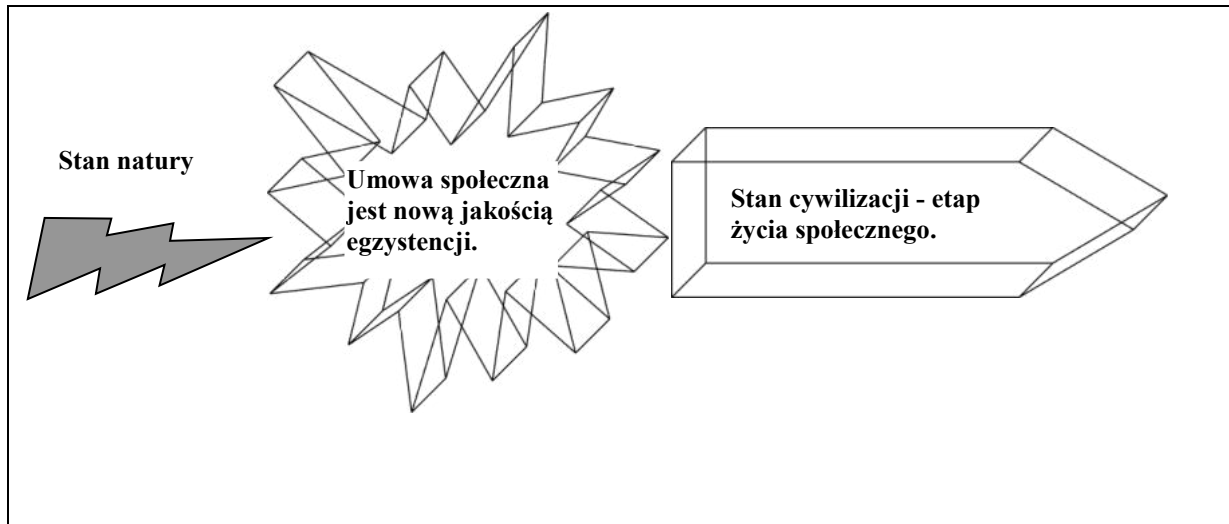 Stan natury
Umowa społeczna
jest nową jakością
egzystencji.
Stan cywilizacji - etap
życia społecznego.